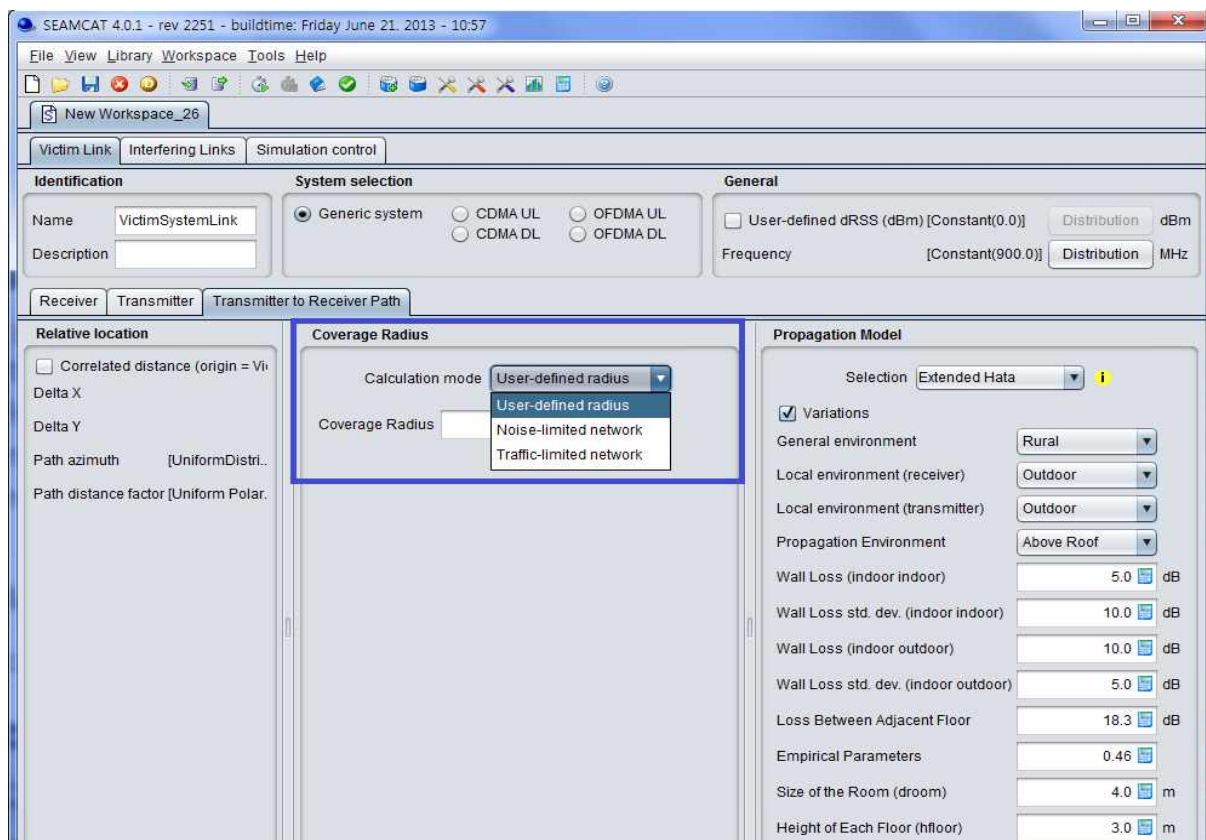 SEAMCAT 4.0.1 - rev 2251 - buildtime: Friday June 21. 2013 - 10:57
File View Library Workspace Tools Help
New Workspace_26
Victim Link Interfering Links Simulation control
Identification
Name VictimSystemLink
Description
System selection
Generic system CDMA UL OFDMA UL
CDMA DL OFDMA DL
General
User-defined dRSS (dBm) [Constant(0.0)] Distribution dBm
Frequency [Constant(900.0)] Distribution MHz
Receiver Transmitter Transmitter to Receiver Path
Relative location
Correlated distance (origin =
Delta X
Delta Y
Path azimuth [UniformDistri..
Path distance factor [Uniform Polar.
Coverage Radius
Calculation mode User-defined radius
User-defined radius
Noise-limited network
Traffic-limited network
Coverage Radius
Propagation Model
Selection Extended Hata i
Variations
General environment Rural
Local environment (receiver) Outdoor
Local environment (transmitter) Outdoor
Propagation Environment Above Roof
Wall Loss (indoor indoor) 5.0 dB
Wall Loss std. dev. (indoor indoor) 10.0 dB
Wall Loss (indoor outdoor) 10.0 dB
Wall Loss std. dev. (indoor outdoor) 5.0 dB
Loss Between Adjacent Floor 18.3 dB
Empirical Parameters 0.46
Size of the Room (droom) 4.0 m
Height of Each Floor (hfloor) 3.0 m